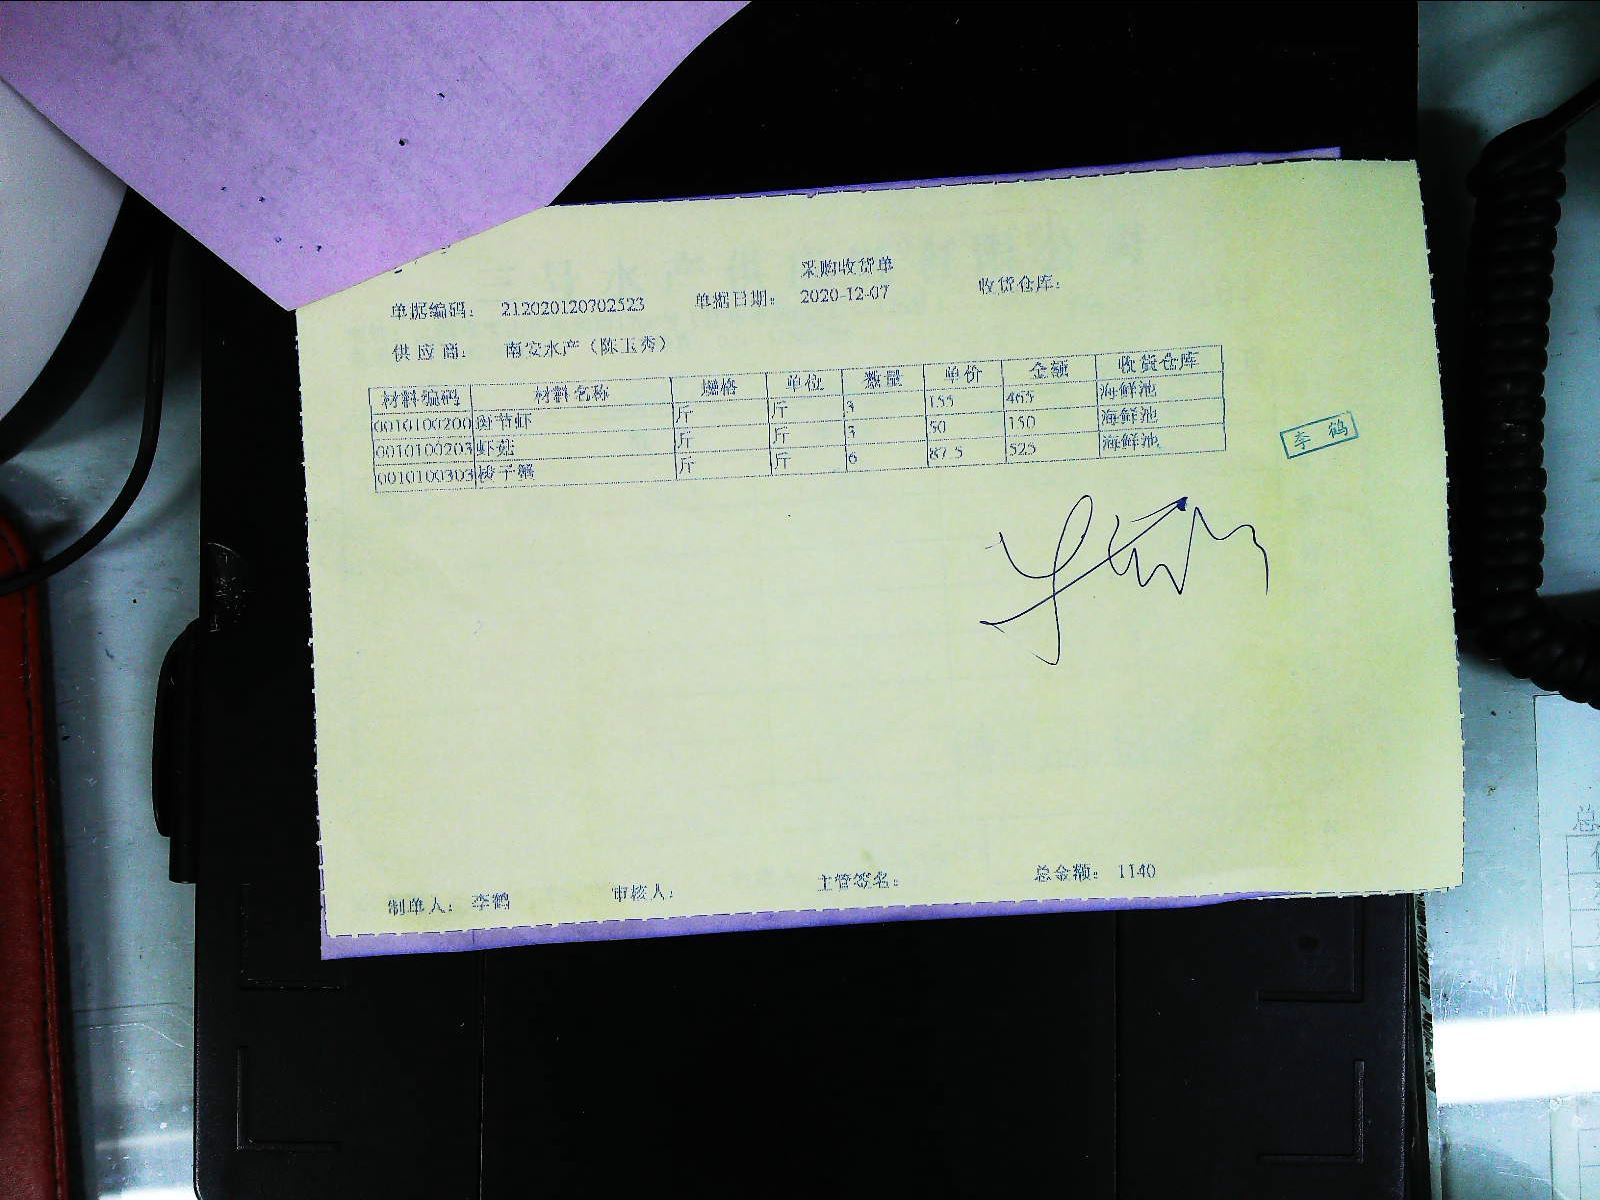 采购收货单
单据编码： 212020120702523 单据日期： 2020-12-07 收货仓库：
供应商： 南安水产（陈玉秀）
材料编码 材料名称 规格 单位 数量 单价 金额 收货仓库
0010100200 斑节虾 斤 斤 3 155 465 海鲜池
0010100203 虾菇 斤 斤 3 50 150 海鲜池
0010100303 梭子蟹 斤 斤 6 87.5 525 海鲜池
李鹤
制单人： 李鹤 审核人： 主管签名： 总金额： 1140